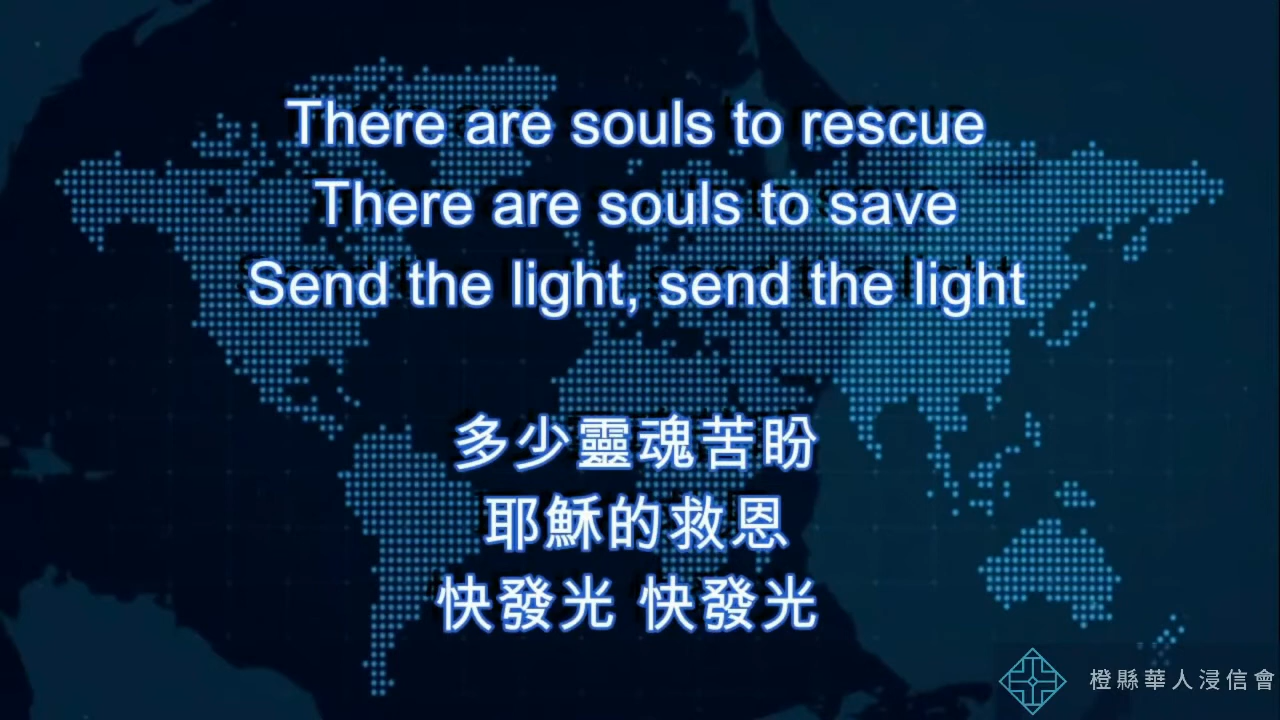 There are souls to rescue
There are souls to save
Send the light, send the light
多少靈魂苦盼
耶穌的救恩
快發光 快發光
橙縣華人浸信會